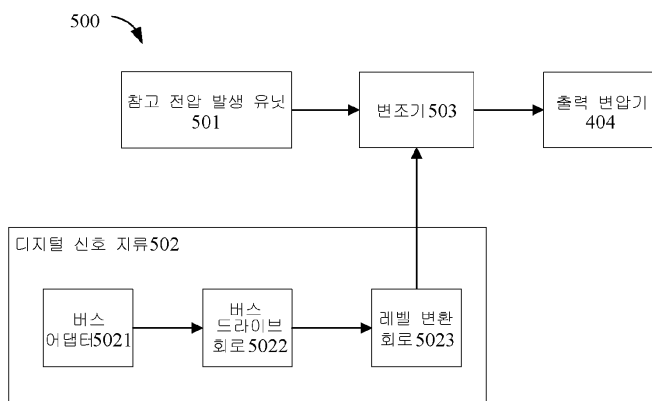 500
참고 전압 발생 유닛
501
변조기503
출력 변압기
404
디지털 신호 지류502
버스
어댑터5021
버스
드라이브
회로5022
레벨 변환
회로5023